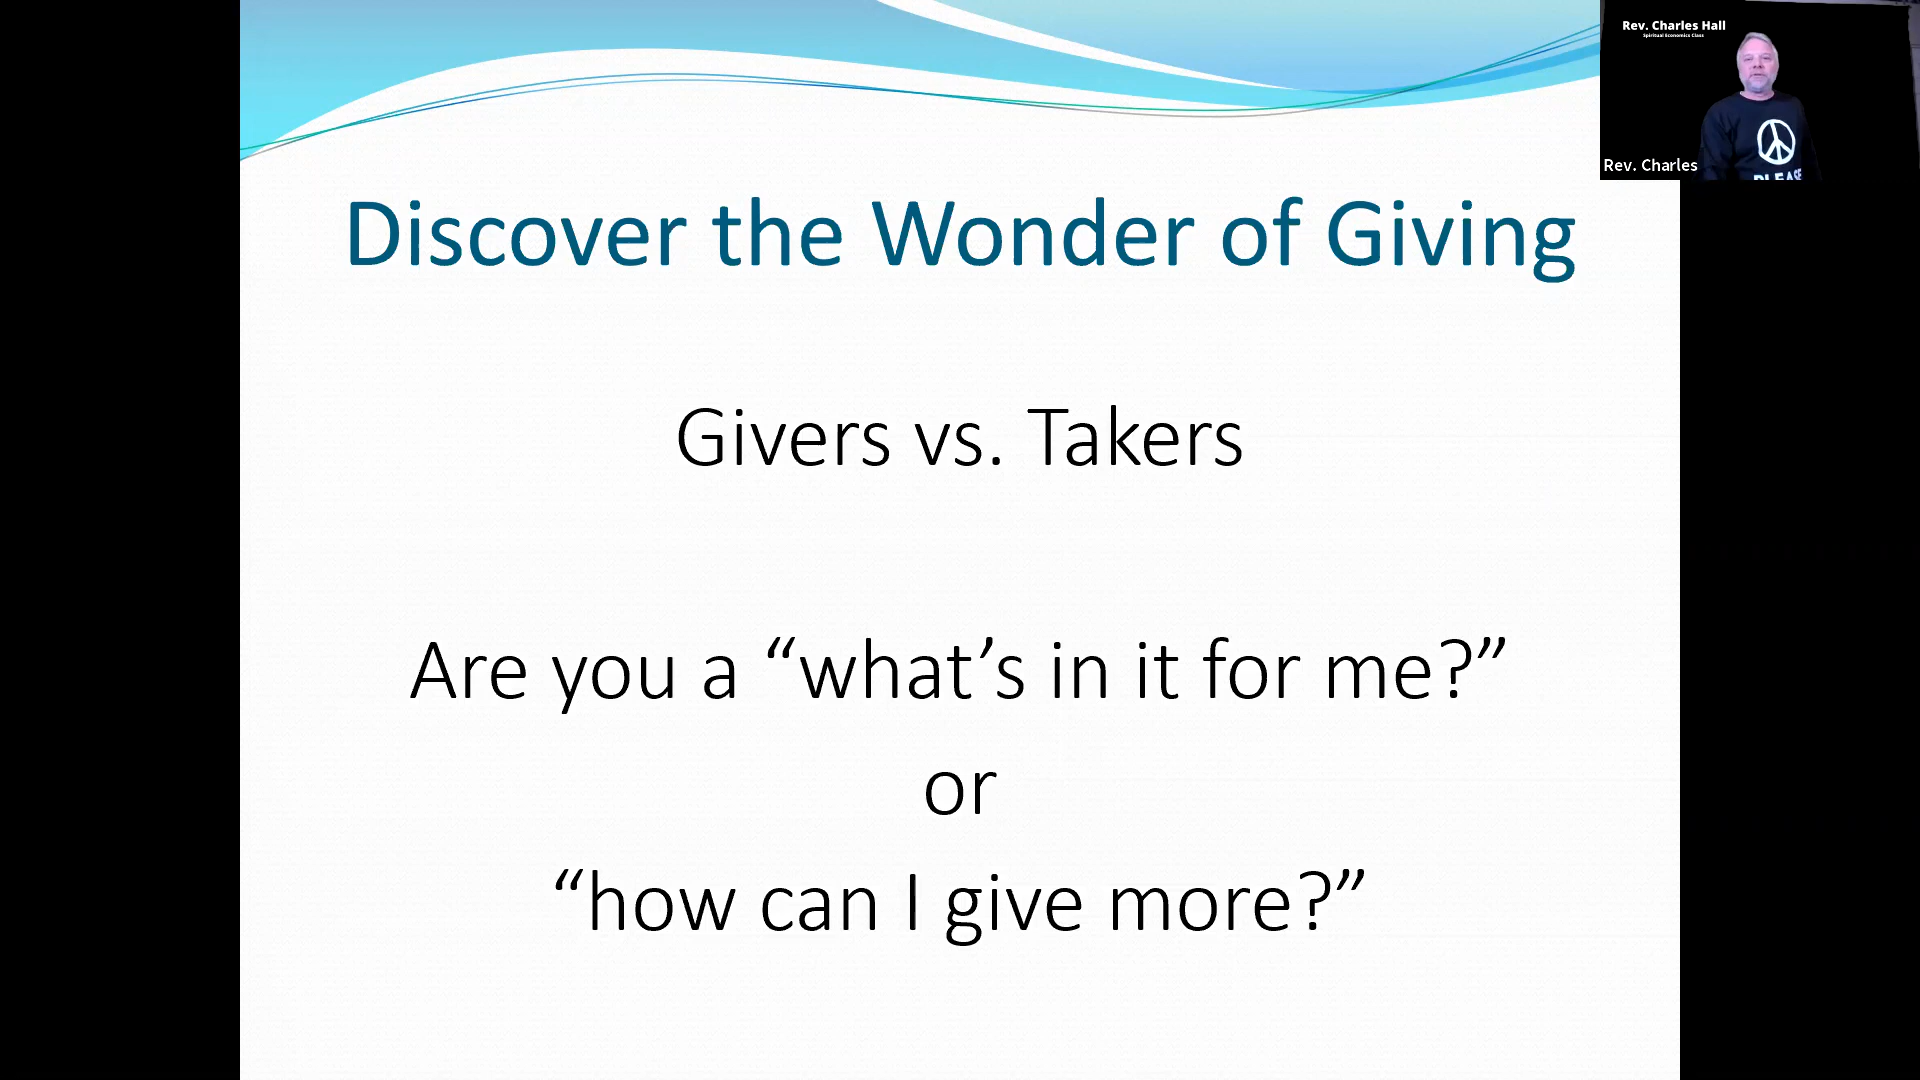 Rev. Charles Hall
Spiritual Economics Class
PLEASE
Rev. Charles
Discover the Wonder of Giving
Givers vs. Takers
Are you a “what’s in it for me?”
or
“how can I give more?”